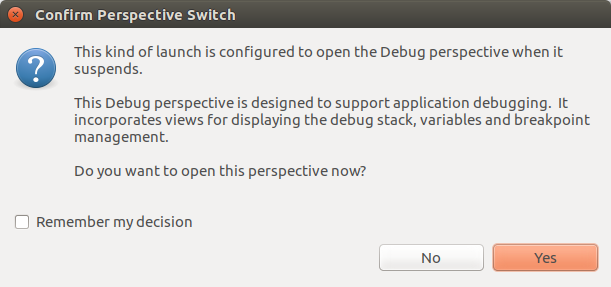 Confirm Perspective Switch
This kind of launch is configured to open the Debug perspective when it
suspends.
This Debug perspective is designed to support application debugging.  It
incorporates views for displaying the debug stack, variables and breakpoint
management.
Do you want to open this perspective now?
Remember my decision
No
Yes